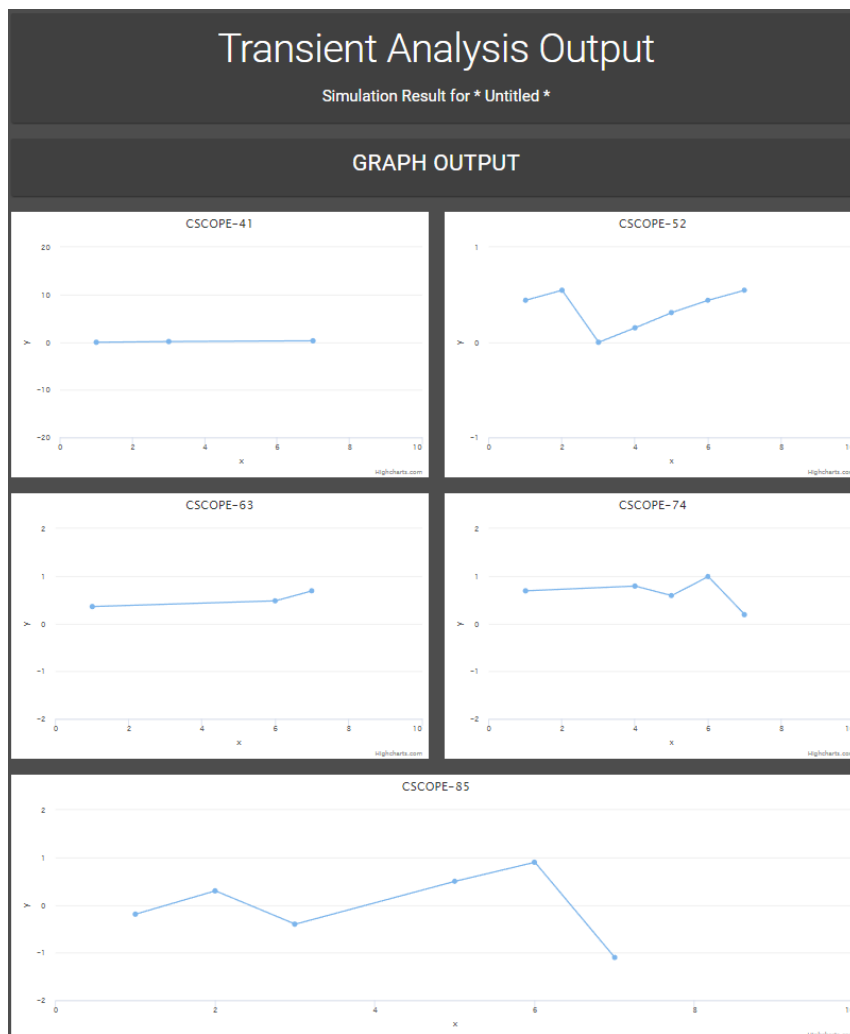 Transient Analysis Output
Simulation Result for * Untitled *
GRAPH OUTPUT
CSCOPE-41
20
10
0
-10
-20
y
0 2 4 6 8 10
x
Highcharts.com
CSCOPE-52
1
0
-1
y
0 2 4 6 8
x
Highcharts.com
CSCOPE-63
2
1
0
-1
-2
y
0 2 4 6 8 10
x
Highcharts.com
CSCOPE-74
2
1
0
-1
-2
y
0 2 4 6 8
x
Highcharts.com
CSCOPE-85
2
1
0
-1
-2
y
0 2 4 6 8
x